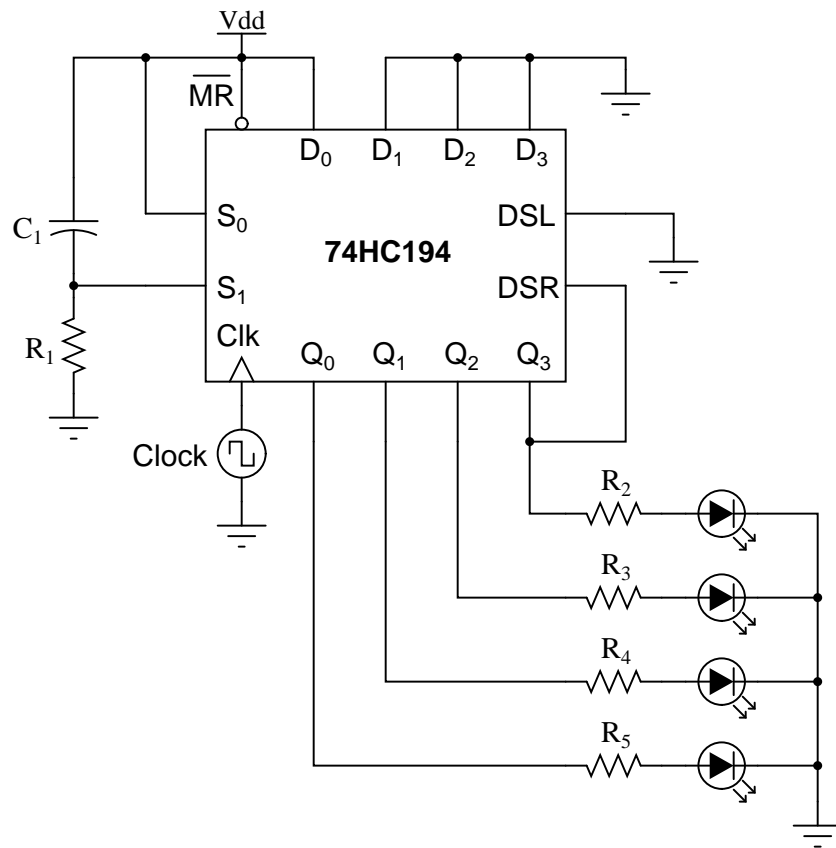 Vdd
M̅R̅
D₀ D₁ D₂ D₃
C₁
S₀
DSL
74HC194
S₁
DSR
R₁
Clk
Q₀ Q₁ Q₂ Q₃
Clock
R₂
R₃
R₄
R₅